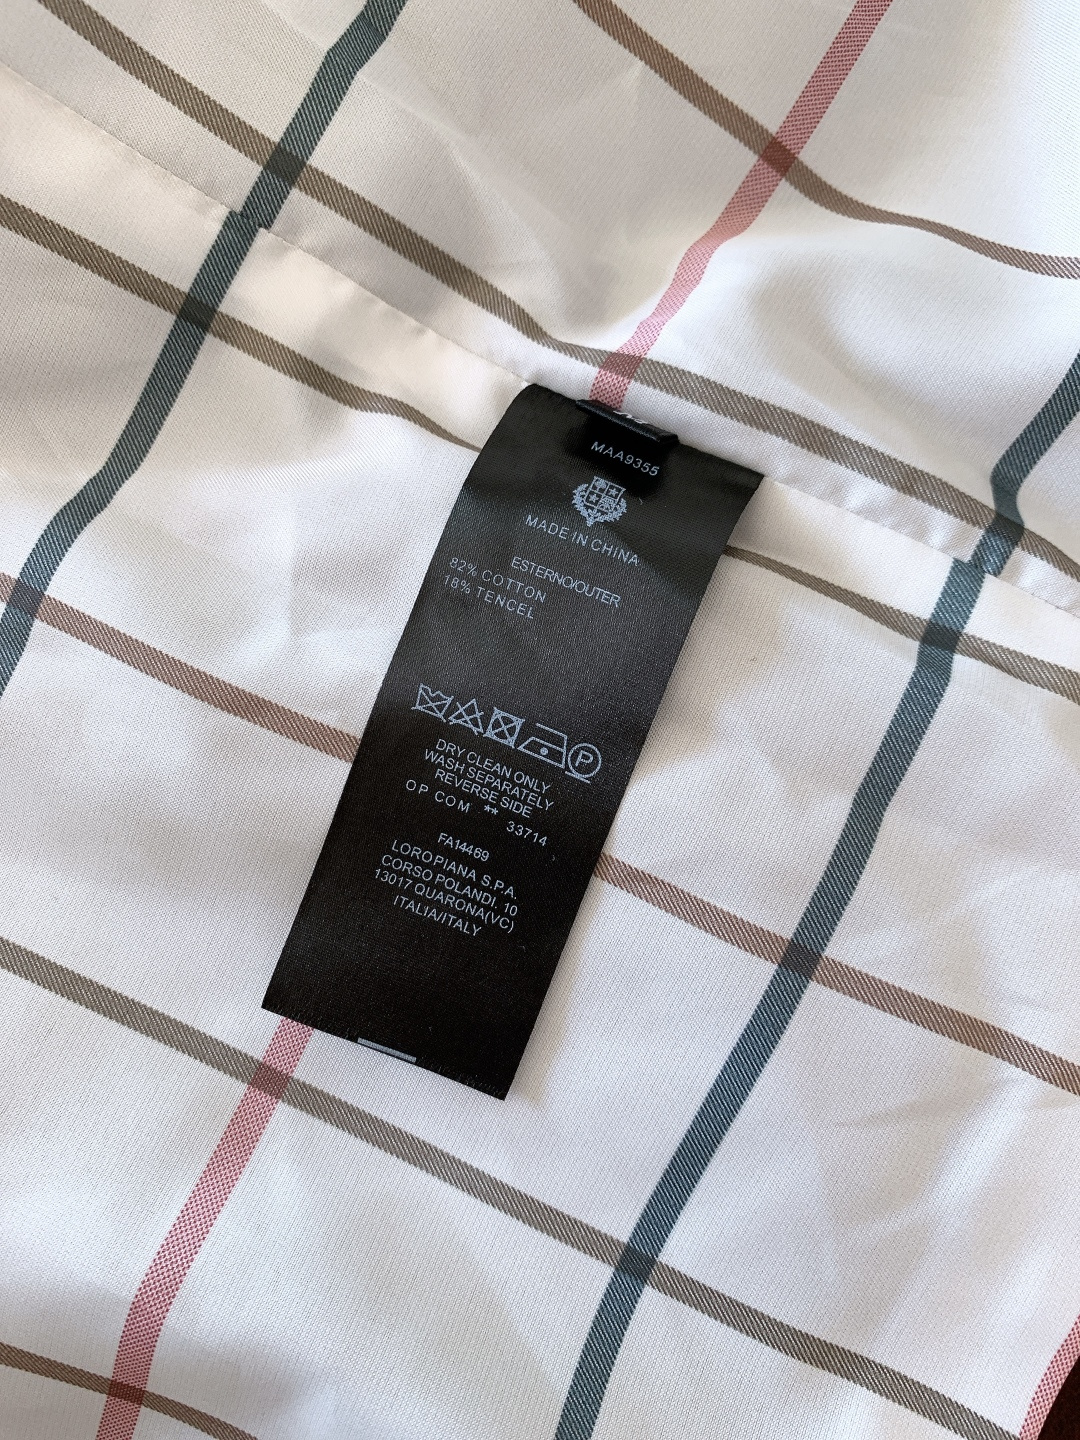 MAA9355
MADE IN CHINA
ESTERNO/OUTER
82% COTTON
18% TENCEL
P
DRY CLEAN ONLY
WASH SEPARATELY
REVERSE SIDE
OP COM ** 33714
FA14469
LOROPIANA S.P.A.
CORSO POLANDI. 10
13017 QUARONA(VC)
ITALIA/ITALY